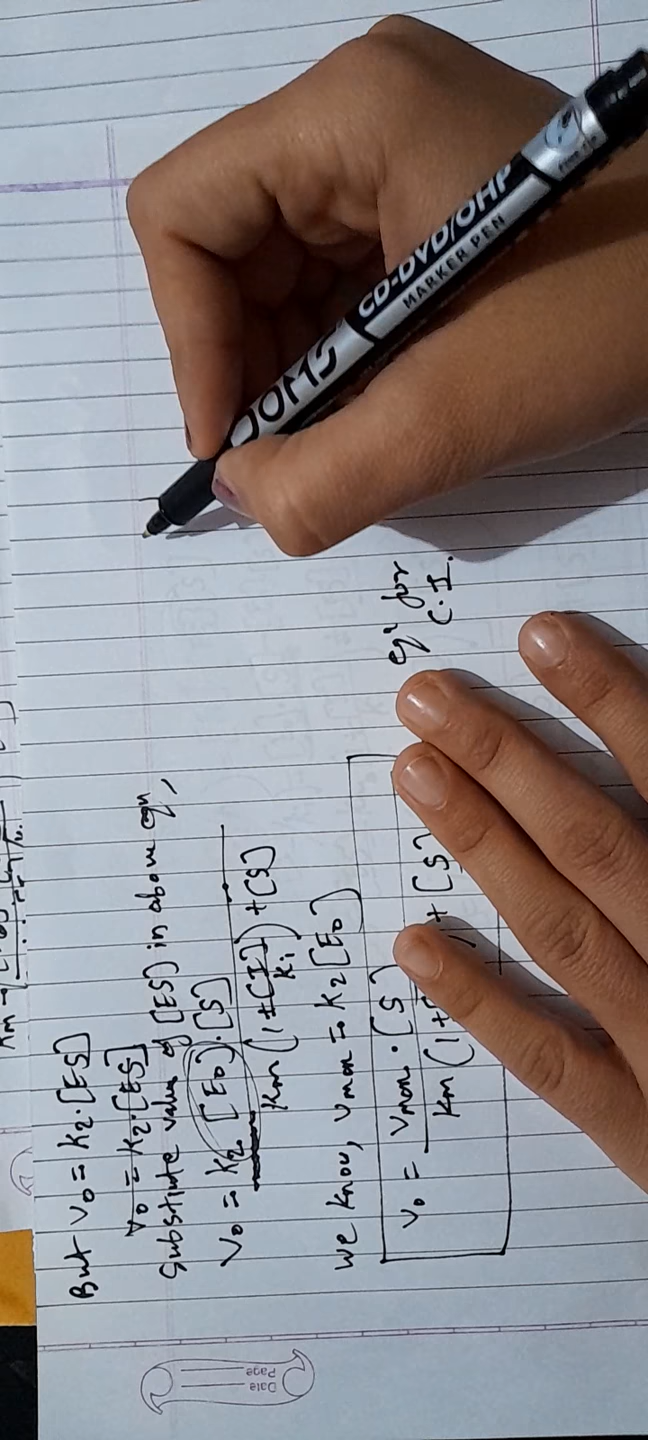 But V0 = K2·[ES]
V0 = K2·[ES]
Substitute value of [ES] in above eqn,
V0 = K2 [E0]·[S]
Km (1+[I]) + [S]
Ki
We know, Vmax = K2 [E0]
V0 = Vmax · [S]
Km (1+ + [S]
eqn for
C.I.
DOMS
CD-DVD/OHP
MARKER PEN
Date
Page